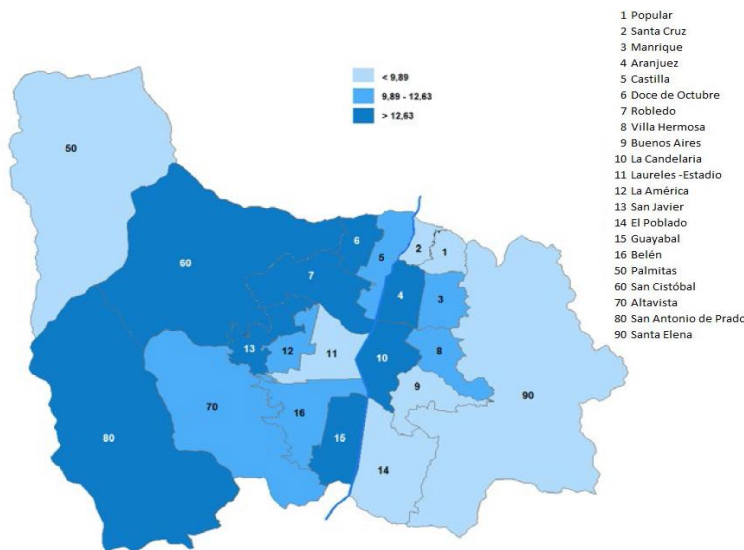 1 Popular
2 Santa Cruz
3 Manrique
4 Aranjuez
5 Castilla
6 Doce de Octubre
7 Robledo
8 Villa Hermosa
9 Buenos Aires
10 La Candelaria
11 Laureles -Estadio
12 La América
13 San Javier
14 El Poblado
15 Guayabal
16 Belén
50 Palmitas
60 San Cistóbal
70 Altavista
80 San Antonio de Prado
90 Santa Elena
< 9,89
9,89 - 12,63
> 12,63
50
60
6
5
2
1
7
4
3
13
12
11
10
8
9
90
70
16
15
14
80